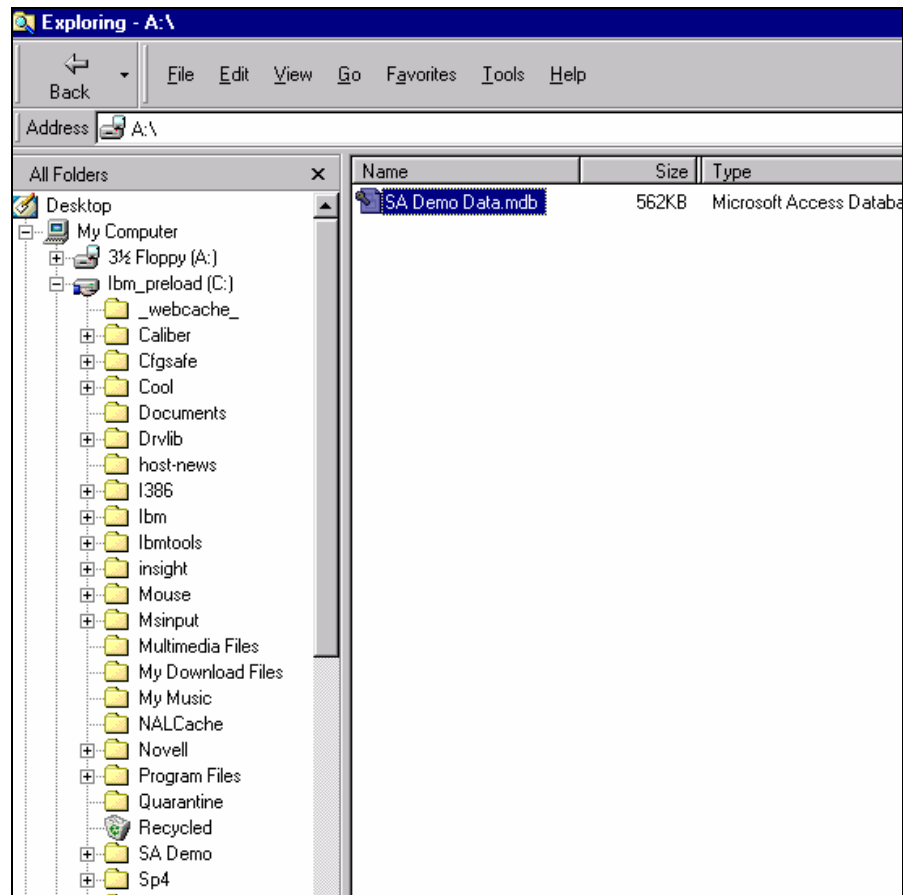 Exploring - A:\
Back File Edit View Go Favorites Tools Help
Address A:\
All Folders x Name Size Type
Desktop SA Demo Data.mdb 562KB Microsoft Access Databa
My Computer
3½ Floppy (A:)
Ibm_preload (C:)
_webcache_
Caliber
Cfgsafe
Cool
Documents
Drvlib
host-news
I386
Ibm
Ibmtools
insight
Mouse
Msinput
Multimedia Files
My Download Files
My Music
NALCache
Novell
Program Files
Quarantine
Recycled
SA Demo
Sp4